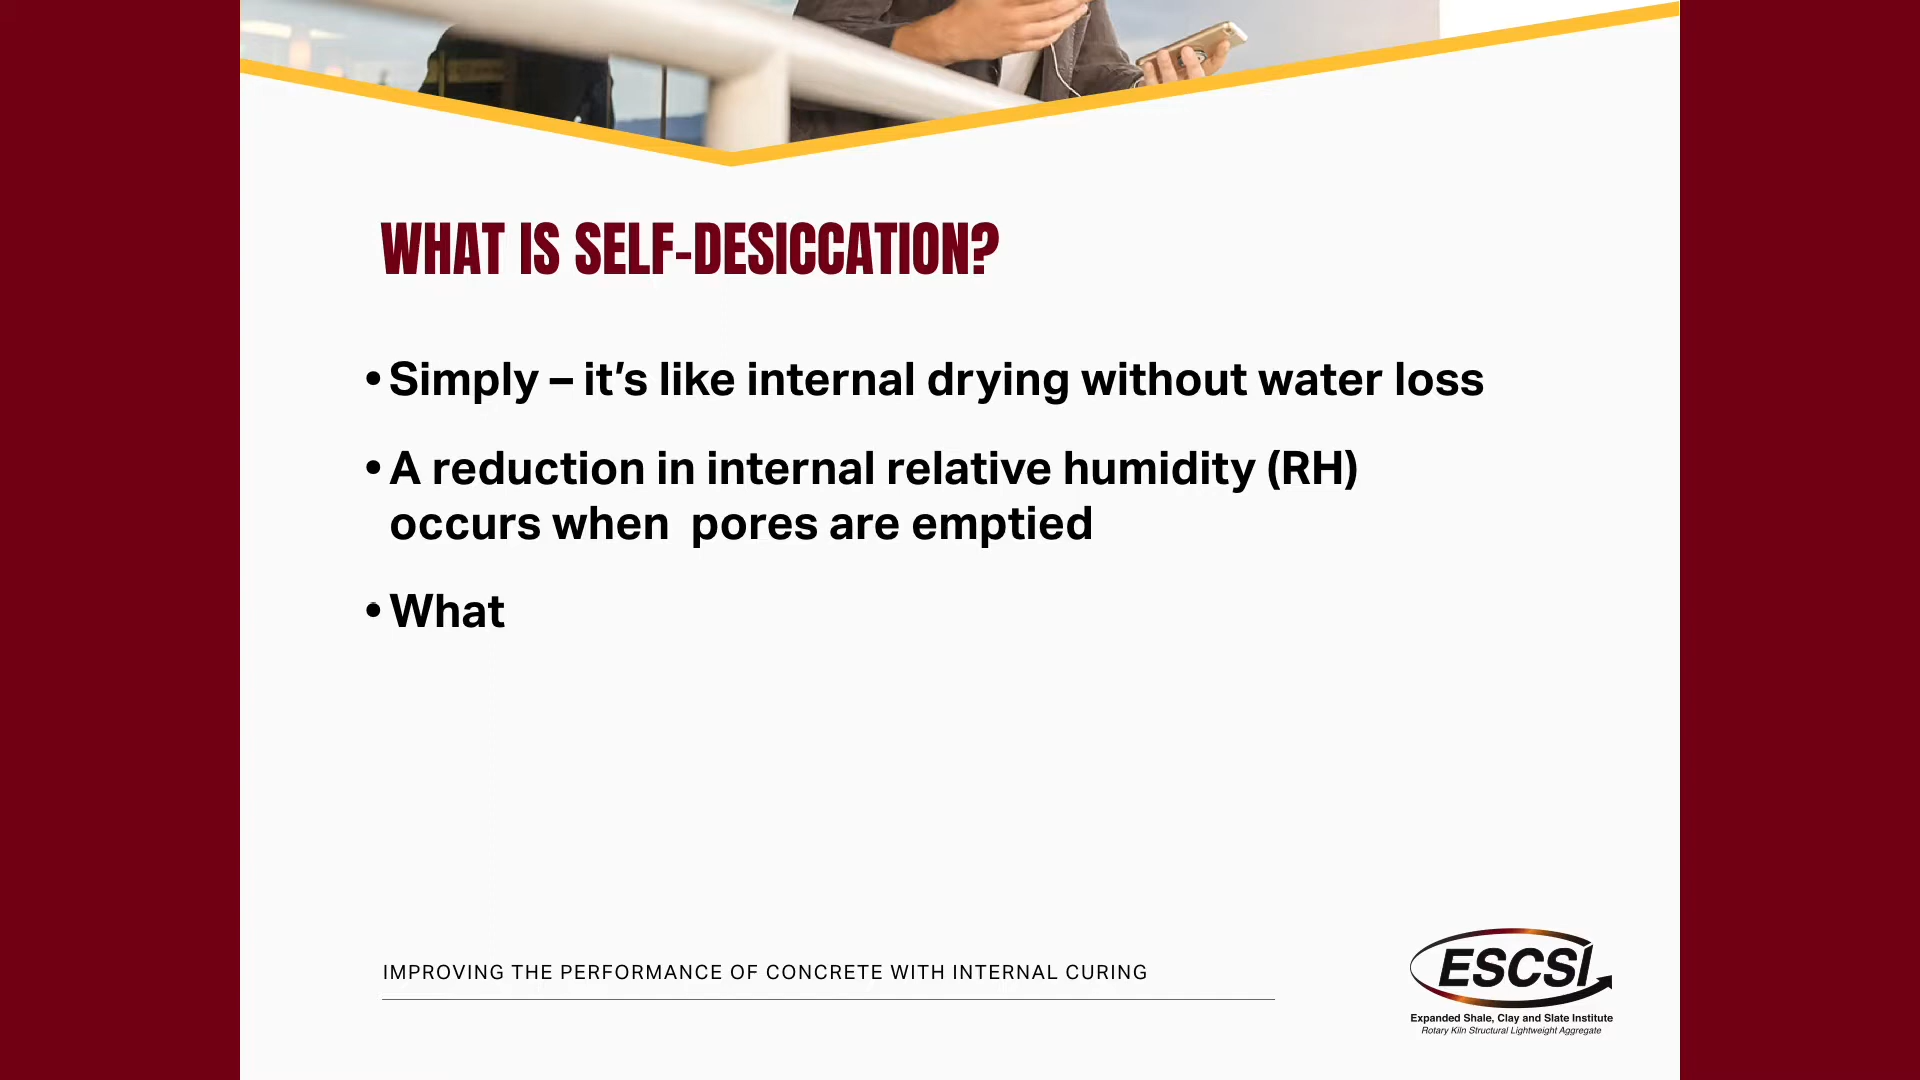 WHAT IS SELF-DESICCATION?
• Simply – it’s like internal drying without water loss
• A reduction in internal relative humidity (RH)
occurs when  pores are emptied
• What
IMPROVING THE PERFORMANCE OF CONCRETE WITH INTERNAL CURING
ESCSI
Expanded Shale, Clay and Slate Institute
Rotary Kiln Structural Lightweight Aggregate